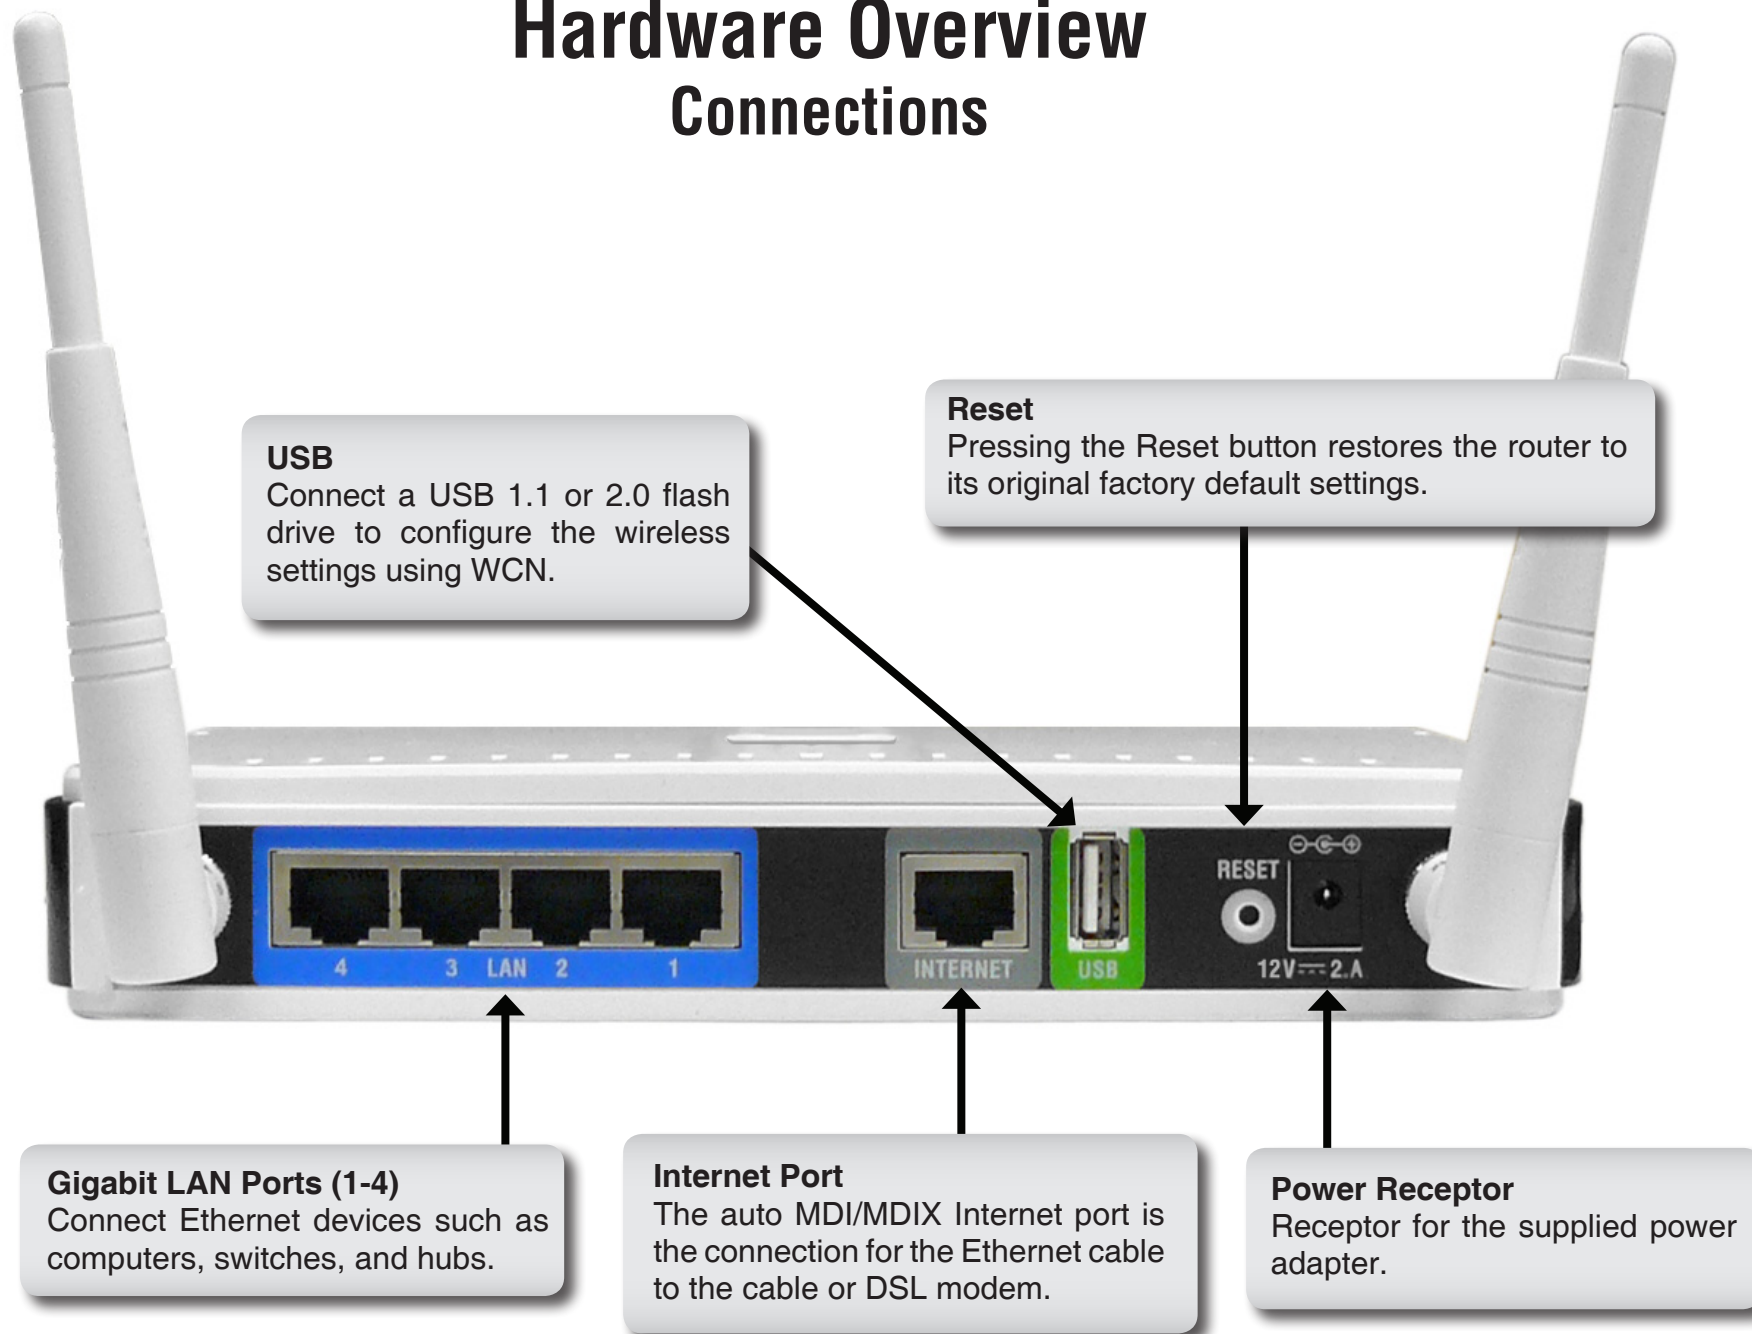 Hardware Overview
Connections
USB
Connect a USB 1.1 or 2.0 flash
drive to configure the wireless
settings using WCN.
Reset
Pressing the Reset button restores the router to
its original factory default settings.
RESET
4 3 LAN 2 1
INTERNET
USB
12V 2.A
Gigabit LAN Ports (1-4)
Connect Ethernet devices such as
computers, switches, and hubs.
Internet Port
The auto MDI/MDIX Internet port is
the connection for the Ethernet cable
to the cable or DSL modem.
Power Receptor
Receptor for the supplied power
adapter.